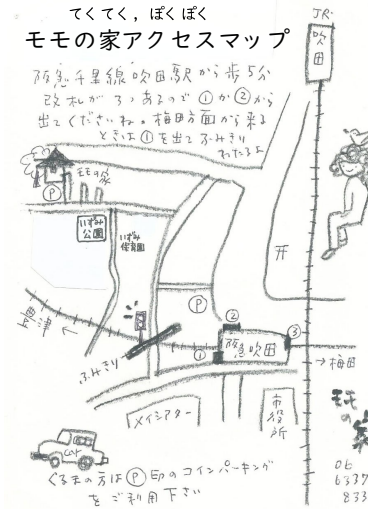 てくてく，ぽくぽく
モモの家アクセスマップ
JR.
吹田
阪急千里線吹田駅から歩5分
改札が3つあるので①か②から
出てくださいね。梅田方面から来る
ときは①を出てふみきり
わたるよ
モモの家
P
いずみ
公園
いずみ
保育園
P
②
③
①
阪急吹田
ふみきり
→梅田
メイシアター
市役所
モモ
の
家
car
くるまの方はⓅ印のコインパーキング
をご利用下さい
06
6337
833